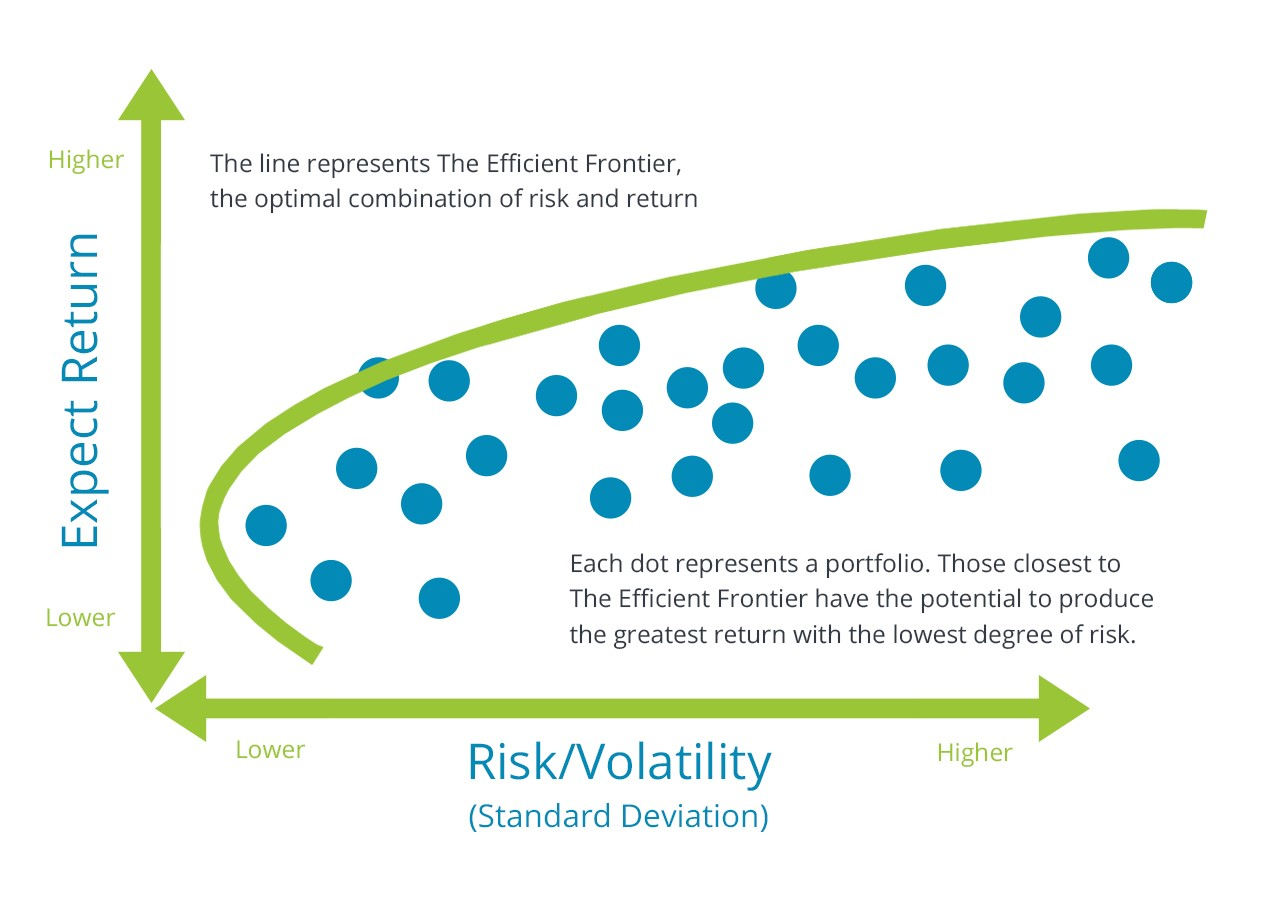 Higher
The line represents The Efficient Frontier,
the optimal combination of risk and return
Expect Return
Each dot represents a portfolio. Those closest to
The Efficient Frontier have the potential to produce
the greatest return with the lowest degree of risk.
Lower
Lower
Risk/Volatility
Higher
(Standard Deviation)